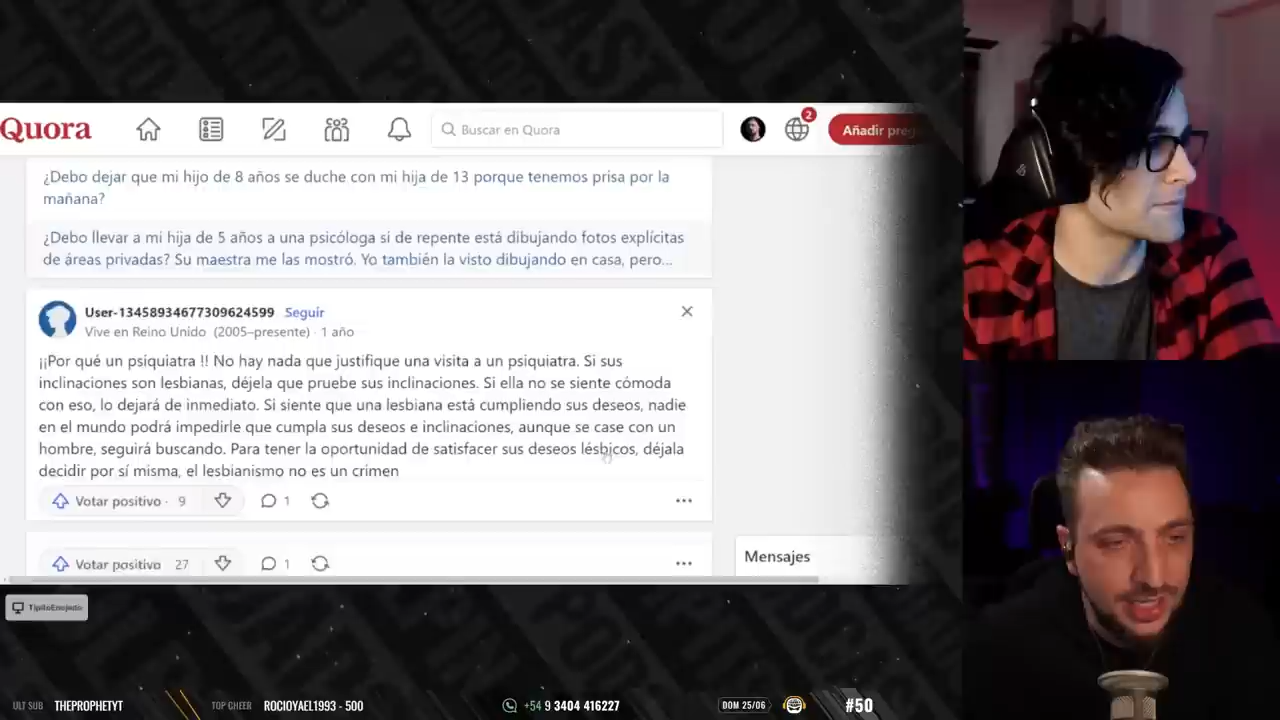 Quora
Buscar en Quora
2
Añadir preg
¿Debo dejar que mi hijo de 8 años se duche con mi hija de 13 porque tenemos prisa por la
mañana?
¿Debo llevar a mi hija de 5 años a una psicóloga si de repente está dibujando fotos explícitas
de áreas privadas? Su maestra me las mostró. Yo también la visto dibujando en casa, pero...
User-13458934677309624599 Seguir
Vive en Reino Unido (2005–presente) · 1 año
¡¡Por qué un psiquiatra !! No hay nada que justifique una visita a un psiquiatra. Si sus
inclinaciones son lesbianas, déjela que pruebe sus inclinaciones. Si ella no se siente cómoda
con eso, lo dejará de inmediato. Si siente que una lesbiana está cumpliendo sus deseos, nadie
en el mundo podrá impedirle que cumpla sus deseos e inclinaciones, aunque se case con un
hombre, seguirá buscando. Para tener la oportunidad de satisfacer sus deseos lésbicos, déjala
decidir por sí misma, el lesbianismo no es un crimen
Votar positivo · 9 1
Mensajes
Votar positivo 27 1
TipitoEnojado
ULT SUB THEPROPHETYT TOP CHEER ROCIOYAEL1993 - 500 +54 9 3404 416227 DOM 25/06 #50